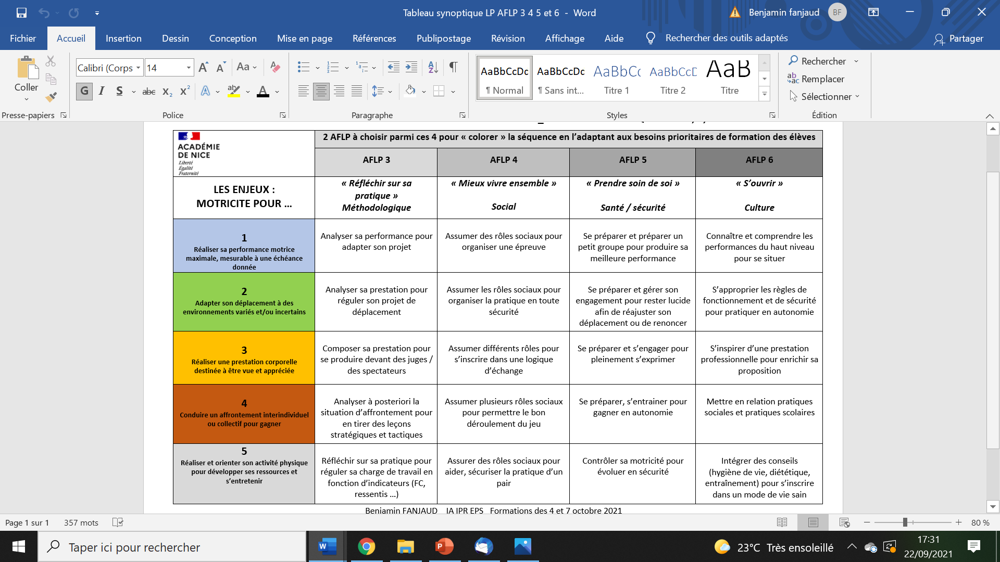 Tableau synoptique LP AFLP 3 4 5 et 6 - Word
Benjamin fanjaud
BF
Fichier
Accueil
Insertion
Dessin
Conception
Mise en page
Références
Publipostage
Révision
Affichage
Aide
Rechercher des outils adaptés
Partager
Coller
Calibri (Corps
14
Aa
G I S abc X₂ X²
AaBbCcDc
AaBbCcDc
AaBbCc
AaBbCcD
AaB
¶ Normal
¶ Sans int...
Titre 1
Titre 2
Titre
Rechercher
Remplacer
Sélectionner
Presse-papiers
Police
Paragraphe
Styles
Édition
ACADÉMIE
DE NICE
Liberté
Égalité
Fraternité
2 AFLP à choisir parmi ces 4 pour « colorer » la séquence en l’adaptant aux besoins prioritaires de formation des élèves
AFLP 3
AFLP 4
AFLP 5
AFLP 6
LES ENJEUX :
MOTRICITE POUR …
« Réfléchir sur sa
pratique »
Méthodologique
« Mieux vivre ensemble »
Social
« Prendre soin de soi »
Santé / sécurité
« S’ouvrir »
Culture
1
Réaliser sa performance motrice
maximale, mesurable à une échéance
donnée
Analyser sa performance pour
adapter son projet
Assumer des rôles sociaux pour
organiser une épreuve
Se préparer et préparer un
petit groupe pour produire sa
meilleure performance
Connaître et comprendre les
performances du haut niveau
pour se situer
2
Adapter son déplacement à des
environnements variés et/ou incertains
Analyser sa prestation pour
réguler son projet de
déplacement
Assumer les rôles sociaux pour
organiser la pratique en toute
sécurité
Se préparer et gérer son
engagement pour rester lucide
afin de réajuster son
déplacement ou de renoncer
S’approprier les règles de
fonctionnement et de sécurité
pour pratiquer en autonomie
3
Réaliser une prestation corporelle
destinée à être vue et appréciée
Composer sa prestation pour
se produire devant des juges /
des spectateurs
Assumer différents rôles pour
s’inscrire dans une logique
d’échange
Se préparer et s’engager pour
pleinement s’exprimer
S’inspirer d’une prestation
professionnelle pour enrichir sa
proposition
4
Conduire un affrontement interindividuel
ou collectif pour gagner
Analyser à posteriori la
situation d’affrontement pour
en tirer des leçons
stratégiques et tactiques
Assumer plusieurs rôles sociaux
pour permettre le bon
déroulement du jeu
Se préparer, s’entrainer pour
gagner en autonomie
Mettre en relation pratiques
sociales et pratiques scolaires
5
Réaliser et orienter son activité physique
pour développer ses ressources et
s’entretenir
Réfléchir sur sa pratique pour
réguler sa charge de travail en
fonction d’indicateurs (FC,
ressentis …)
Assurer des rôles sociaux pour
aider, sécuriser la pratique d’un
pair
Contrôler sa motricité pour
évoluer en sécurité
Intégrer des conseils
(hygiène de vie, diététique,
entraînement) pour s’inscrire
dans un mode de vie sain
Benjamin FANJAUD IA IPR EPS Formations des 4 et 7 octobre 2021
Page 1 sur 1
357 mots
80 %
Taper ici pour rechercher
23°C Très ensoleillé
17:31
22/09/2021